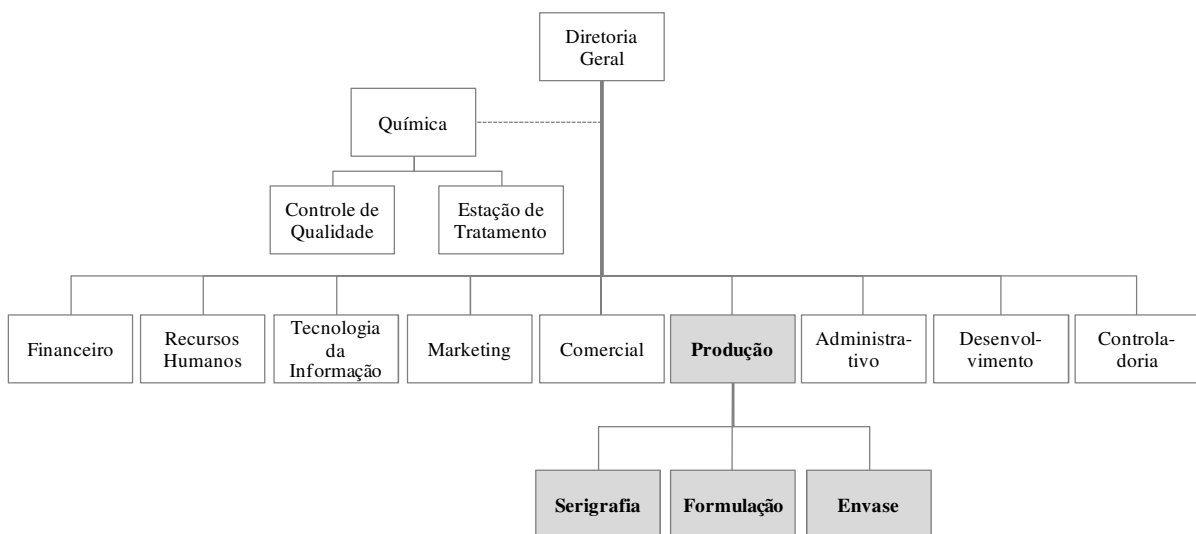 Diretoria
Geral
Química
Controle de
Qualidade
Estação de
Tratamento
Financeiro
Recursos
Humanos
Tecnologia
da
Informação
Marketing
Comercial
Produção
Administra-
tivo
Desenvol-
vimento
Controla-
doria
Serigrafia
Formulação
Envase